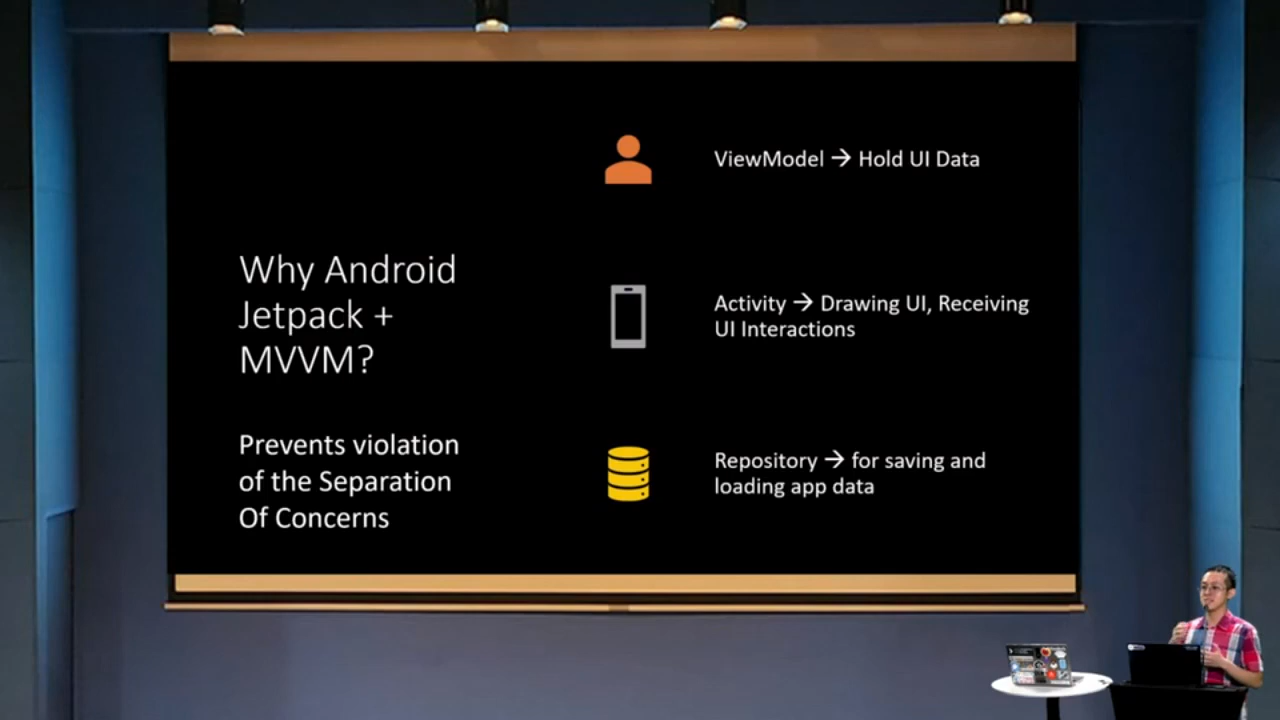 Why Android
Jetpack +
MVVM?
Prevents violation
of the Separation
Of Concerns
ViewModel → Hold UI Data
Activity → Drawing UI, Receiving
UI Interactions
Repository → for saving and
loading app data